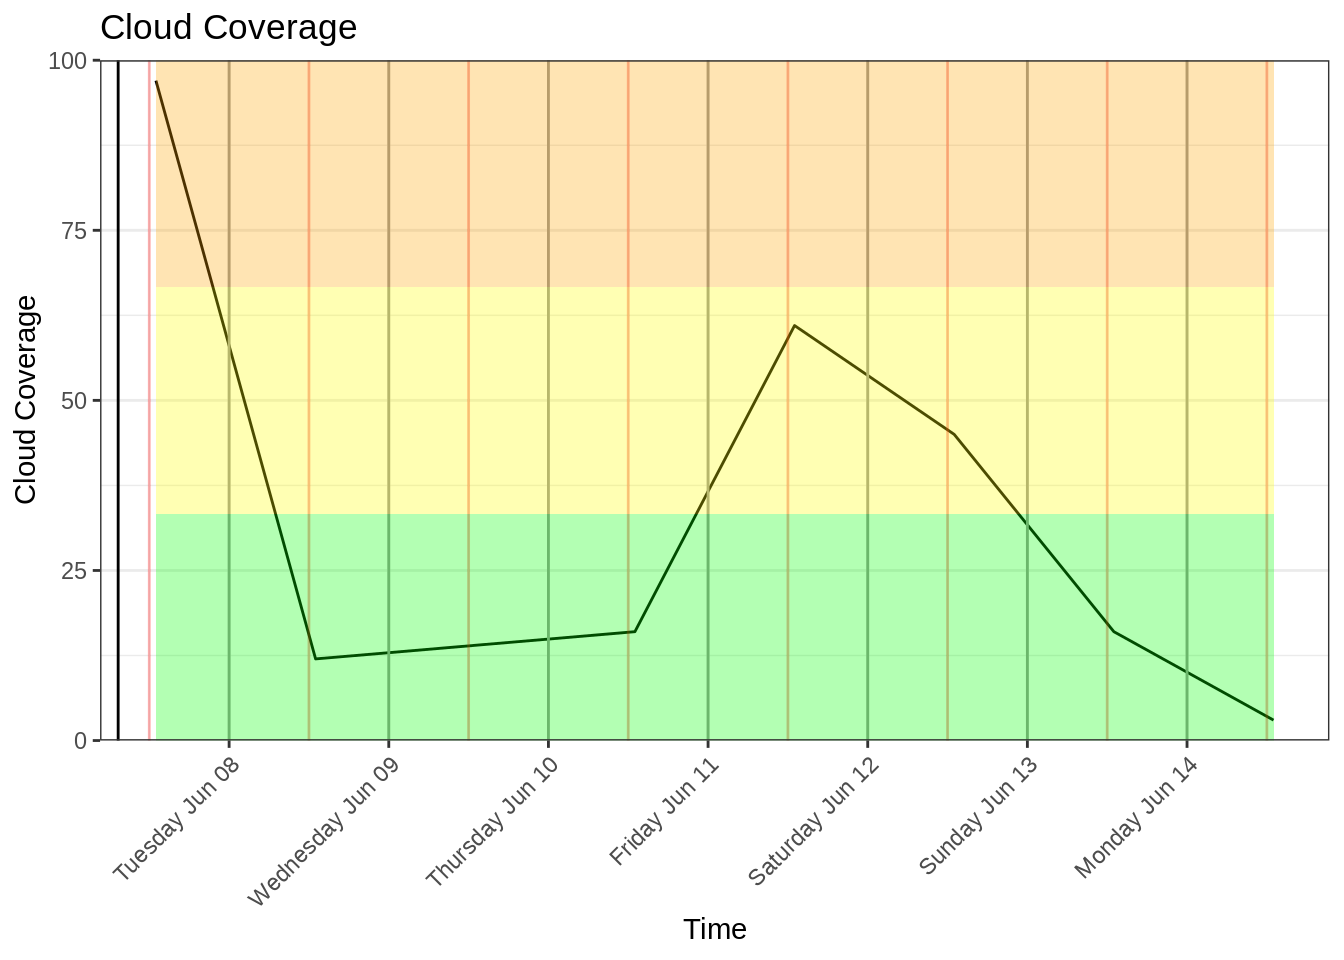 Cloud Coverage
Cloud Coverage
100
75
50
25
0
Tuesday Jun 08
Wednesday Jun 09
Thursday Jun 10
Friday Jun 11
Saturday Jun 12
Sunday Jun 13
Monday Jun 14
Time